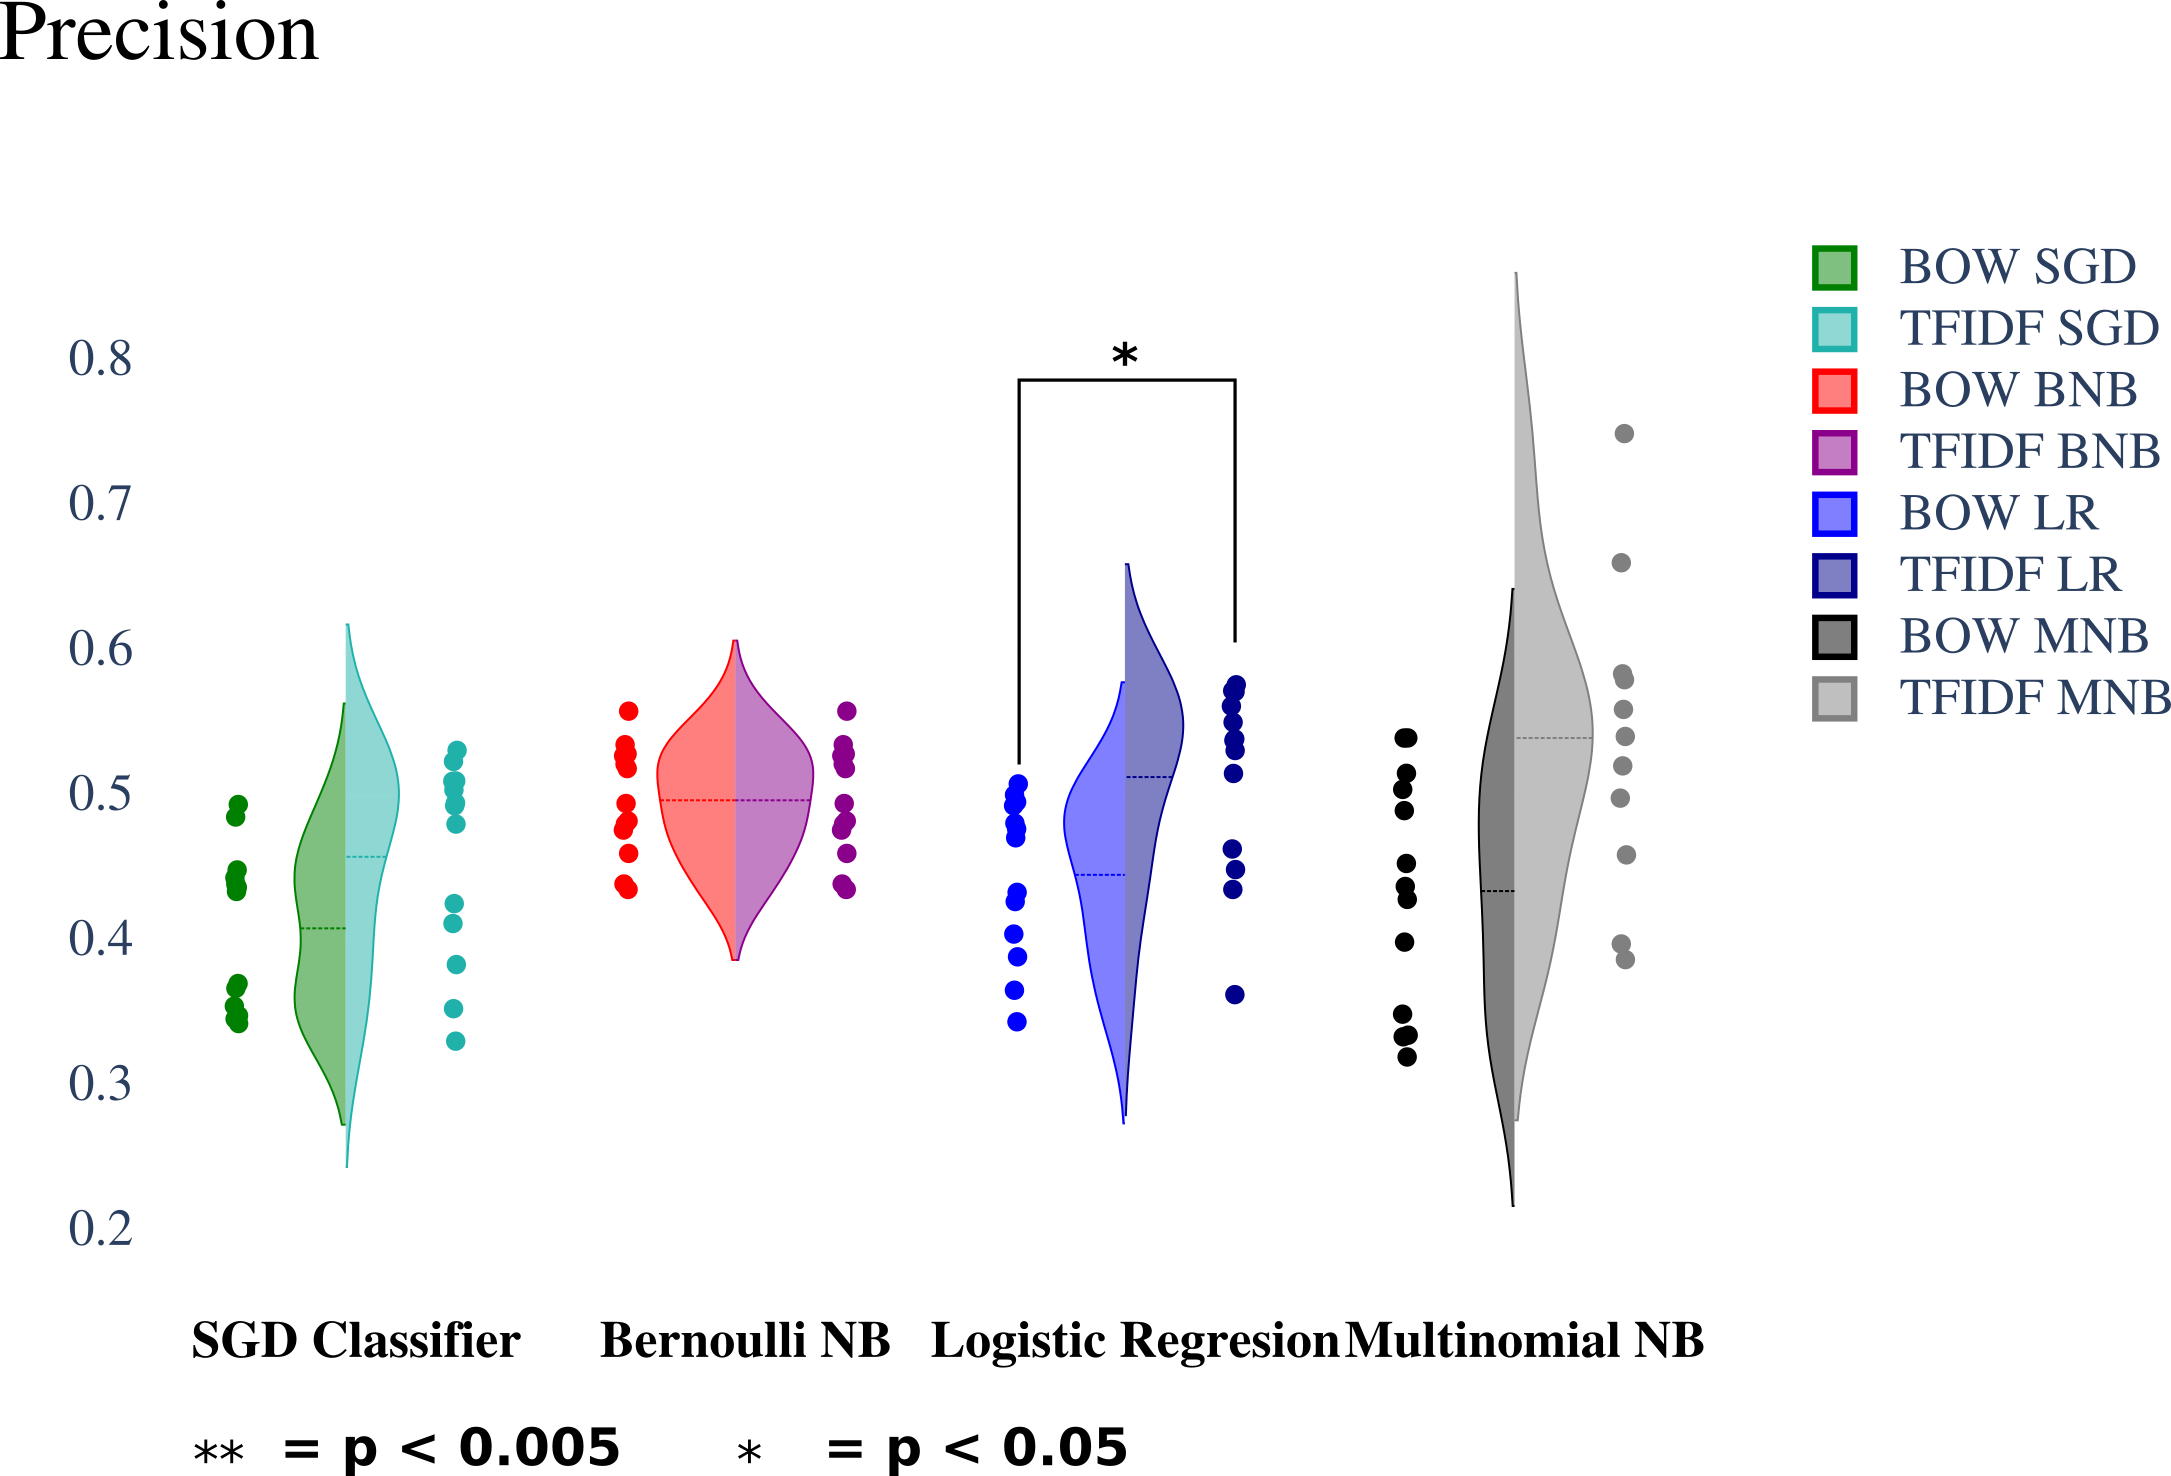 Precision
0.8
0.7
0.6
0.5
0.4
0.3
0.2
*
BOW SGD
TFIDF SGD
BOW BNB
TFIDF BNB
BOW LR
TFIDF LR
BOW MNB
TFIDF MNB
SGD Classifier Bernoulli NB Logistic Regresion Multinomial NB
** = p < 0.005 * = p < 0.05